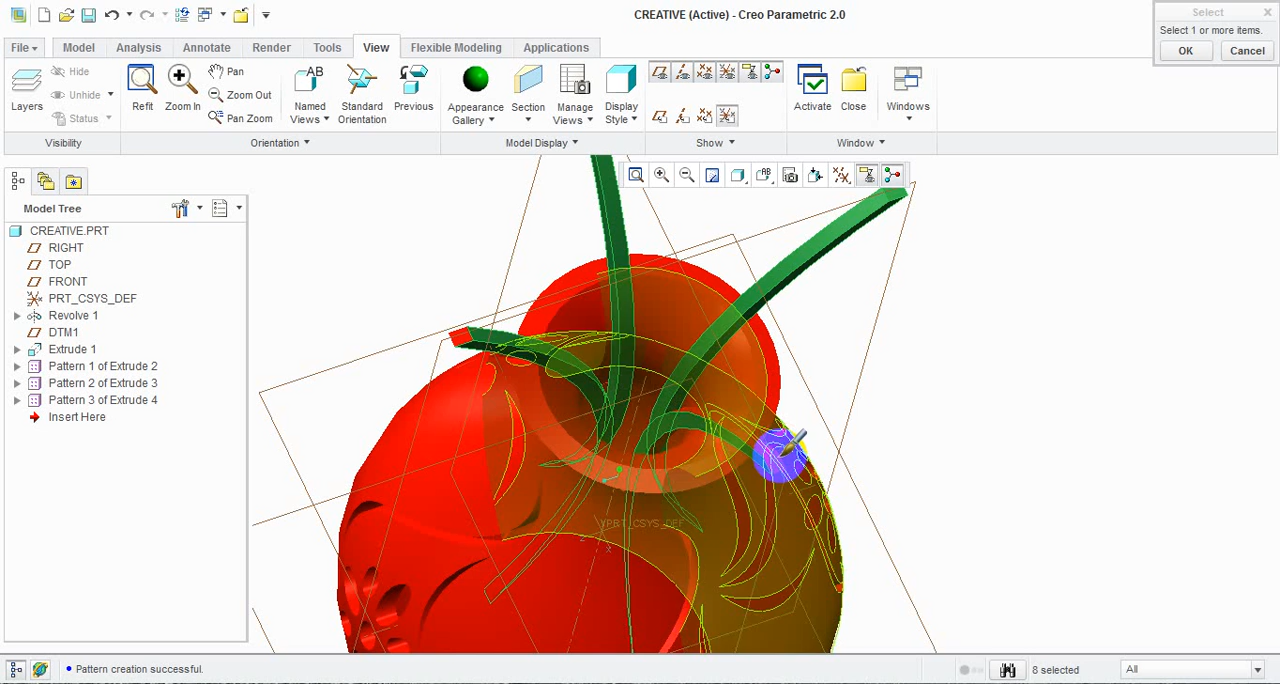 CREATIVE (Active) - Creo Parametric 2.0
Select
Select 1 or more items.
OK Cancel
File Model Analysis Annotate Render Tools View Flexible Modeling Applications
Hide
Unhide
Status
Layers
Visibility
Refit
Zoom In
Pan
Zoom Out
Pan Zoom
Named Views
Standard Orientation
Previous
Orientation
Appearance Gallery
Section
Manage Views
Display Style
Model Display
Show
Activate
Close
Windows
Window
Model Tree
CREATIVE.PRT
RIGHT
TOP
FRONT
PRT_CSYS_DEF
Revolve 1
DTM1
Extrude 1
Pattern 1 of Extrude 2
Pattern 2 of Extrude 3
Pattern 3 of Extrude 4
Insert Here
PRT_CSYS_DEF
X
Pattern creation successful.
8 selected
All